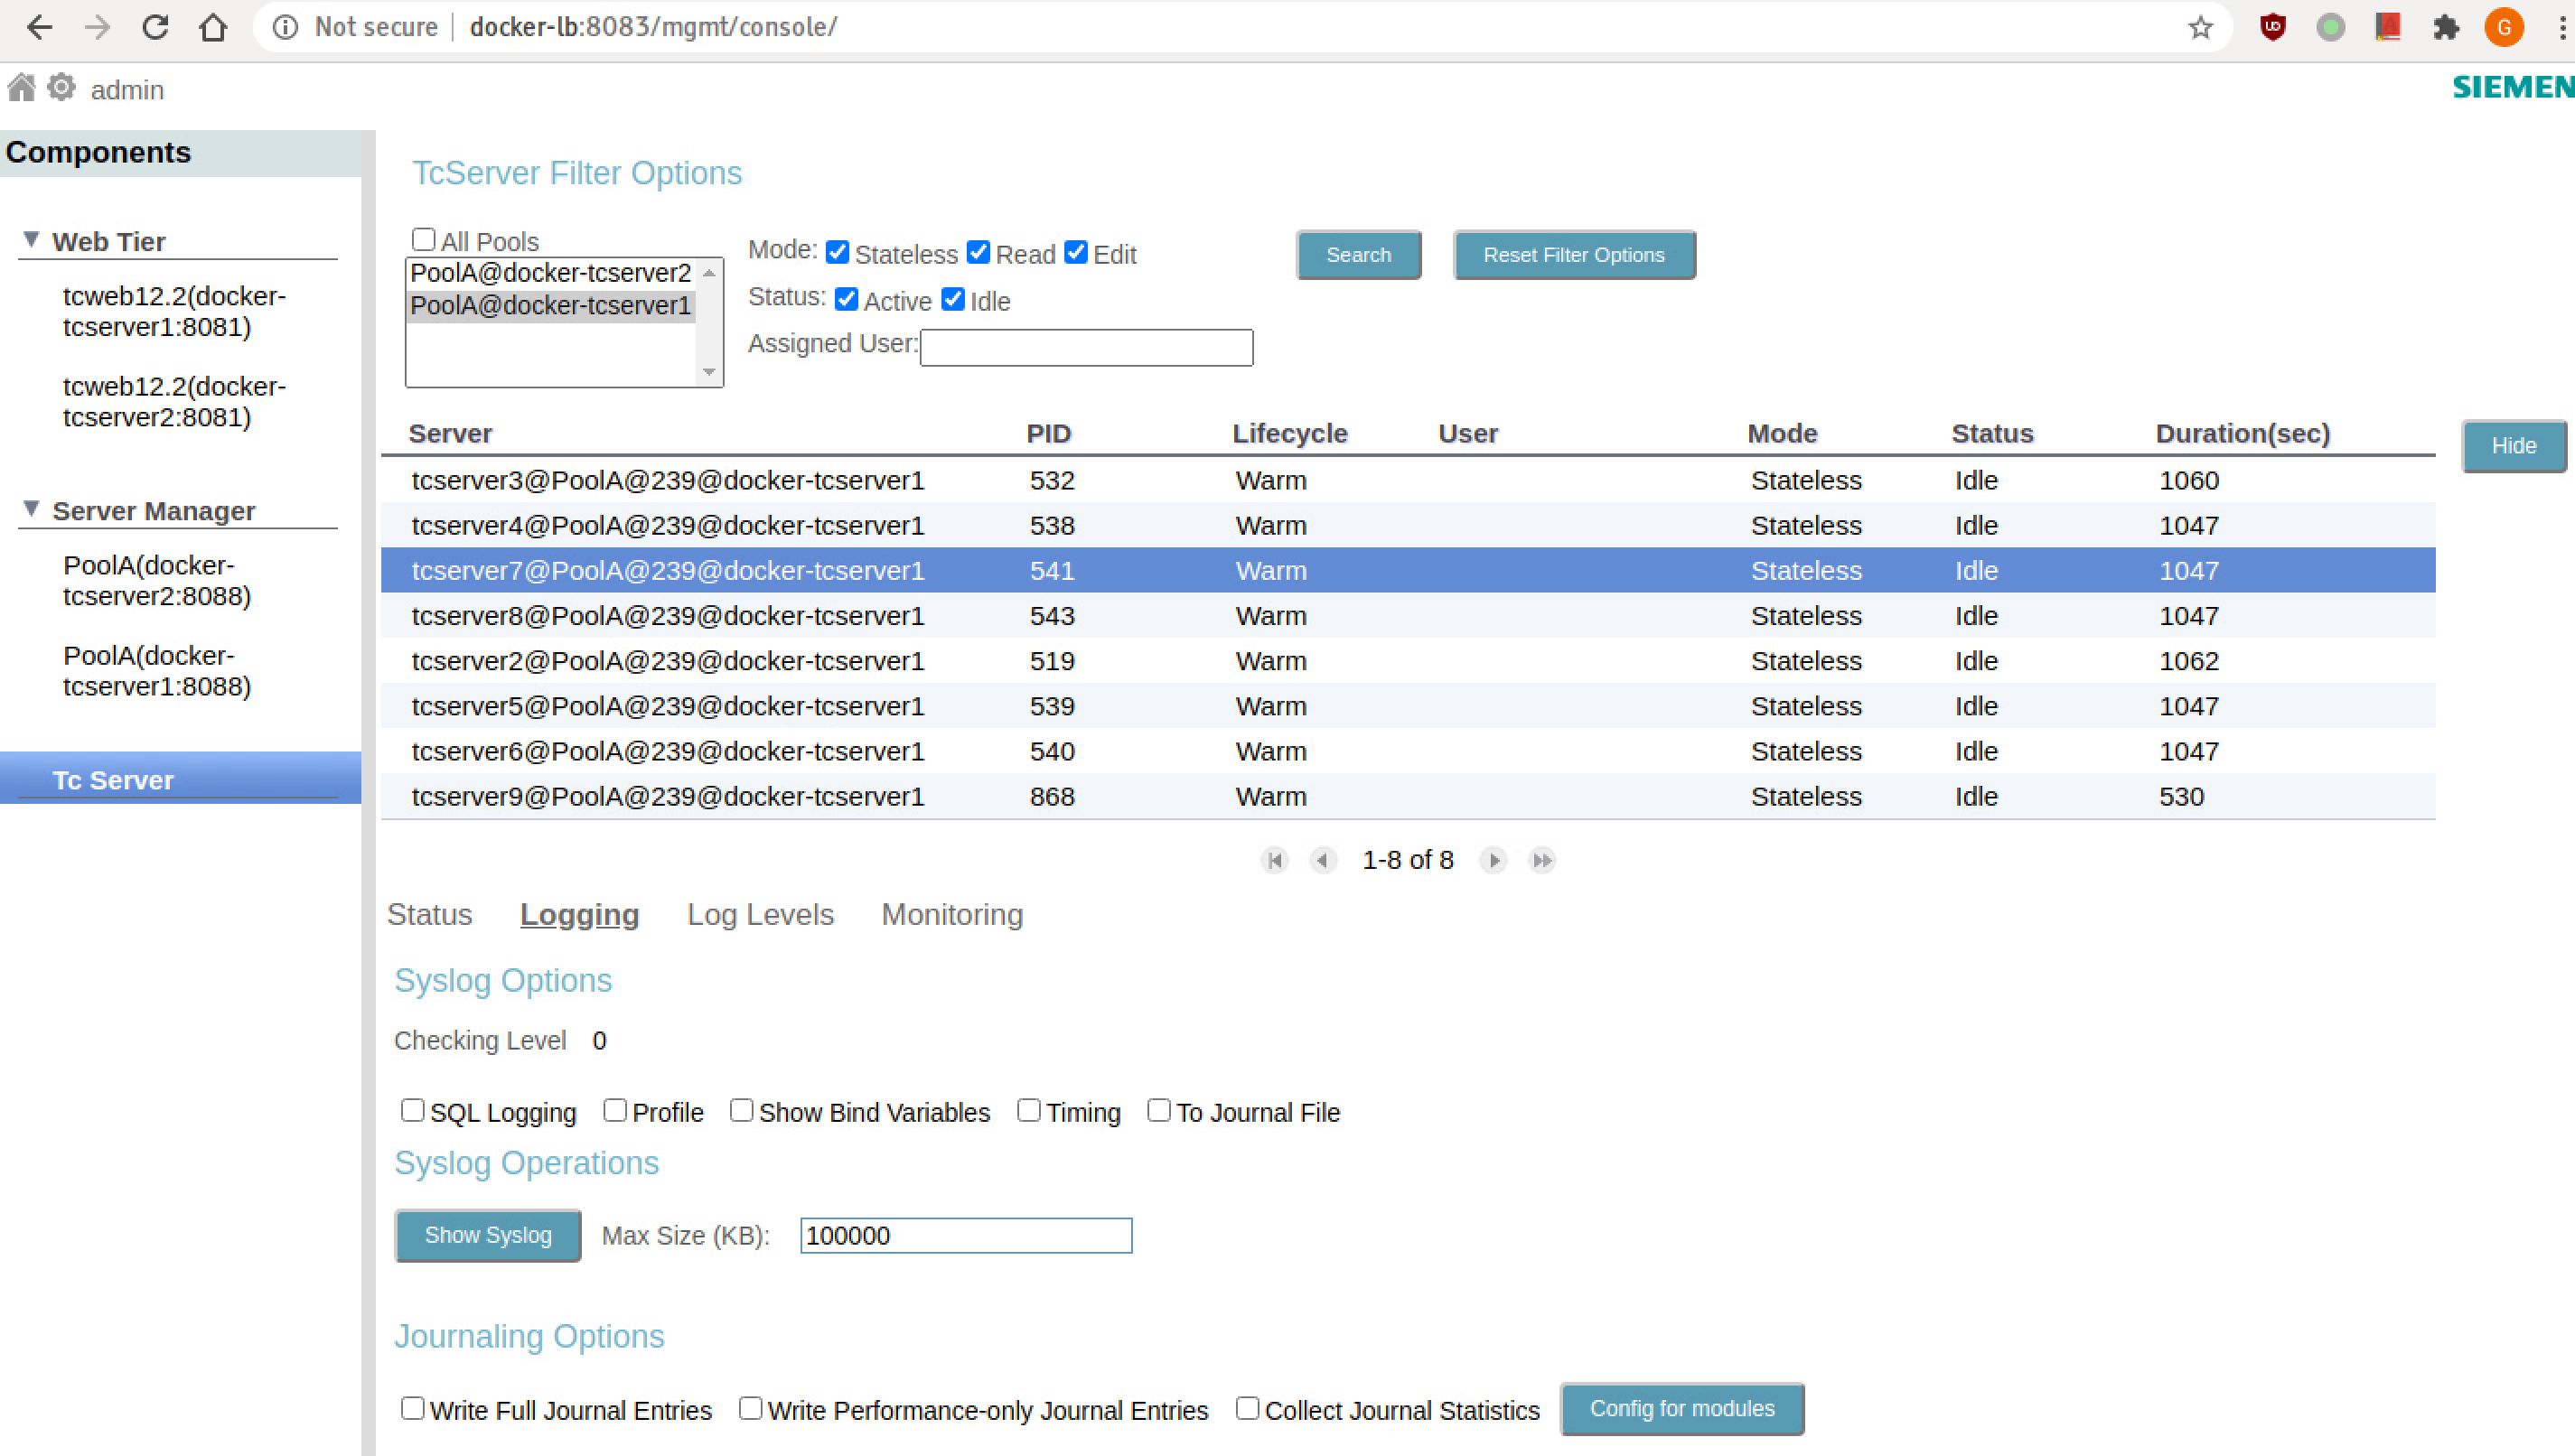 Not secure docker-lb:8083/mgmt/console/
G
admin
SIEMEN
Components
Web Tier
tcweb12.2(docker-
tcserver1:8081)
tcweb12.2(docker-
tcserver2:8081)
Server Manager
PoolA(docker-
tcserver2:8088)
PoolA(docker-
tcserver1:8088)
Tc Server
TcServer Filter Options
All Pools
PoolA@docker-tcserver2
PoolA@docker-tcserver1
Mode: Stateless Read Edit
Status: Active Idle
Assigned User:
Search Reset Filter Options
Server PID Lifecycle User Mode Status Duration(sec)
Hide
tcserver3@PoolA@239@docker-tcserver1 532 Warm Stateless Idle 1060
tcserver4@PoolA@239@docker-tcserver1 538 Warm Stateless Idle 1047
tcserver7@PoolA@239@docker-tcserver1 541 Warm Stateless Idle 1047
tcserver8@PoolA@239@docker-tcserver1 543 Warm Stateless Idle 1047
tcserver2@PoolA@239@docker-tcserver1 519 Warm Stateless Idle 1062
tcserver5@PoolA@239@docker-tcserver1 539 Warm Stateless Idle 1047
tcserver6@PoolA@239@docker-tcserver1 540 Warm Stateless Idle 1047
tcserver9@PoolA@239@docker-tcserver1 868 Warm Stateless Idle 530
1-8 of 8
Status Logging Log Levels Monitoring
Syslog Options
Checking Level 0
SQL Logging Profile Show Bind Variables Timing To Journal File
Syslog Operations
Show Syslog Max Size (KB): 100000
Journaling Options
Write Full Journal Entries Write Performance-only Journal Entries Collect Journal Statistics Config for modules